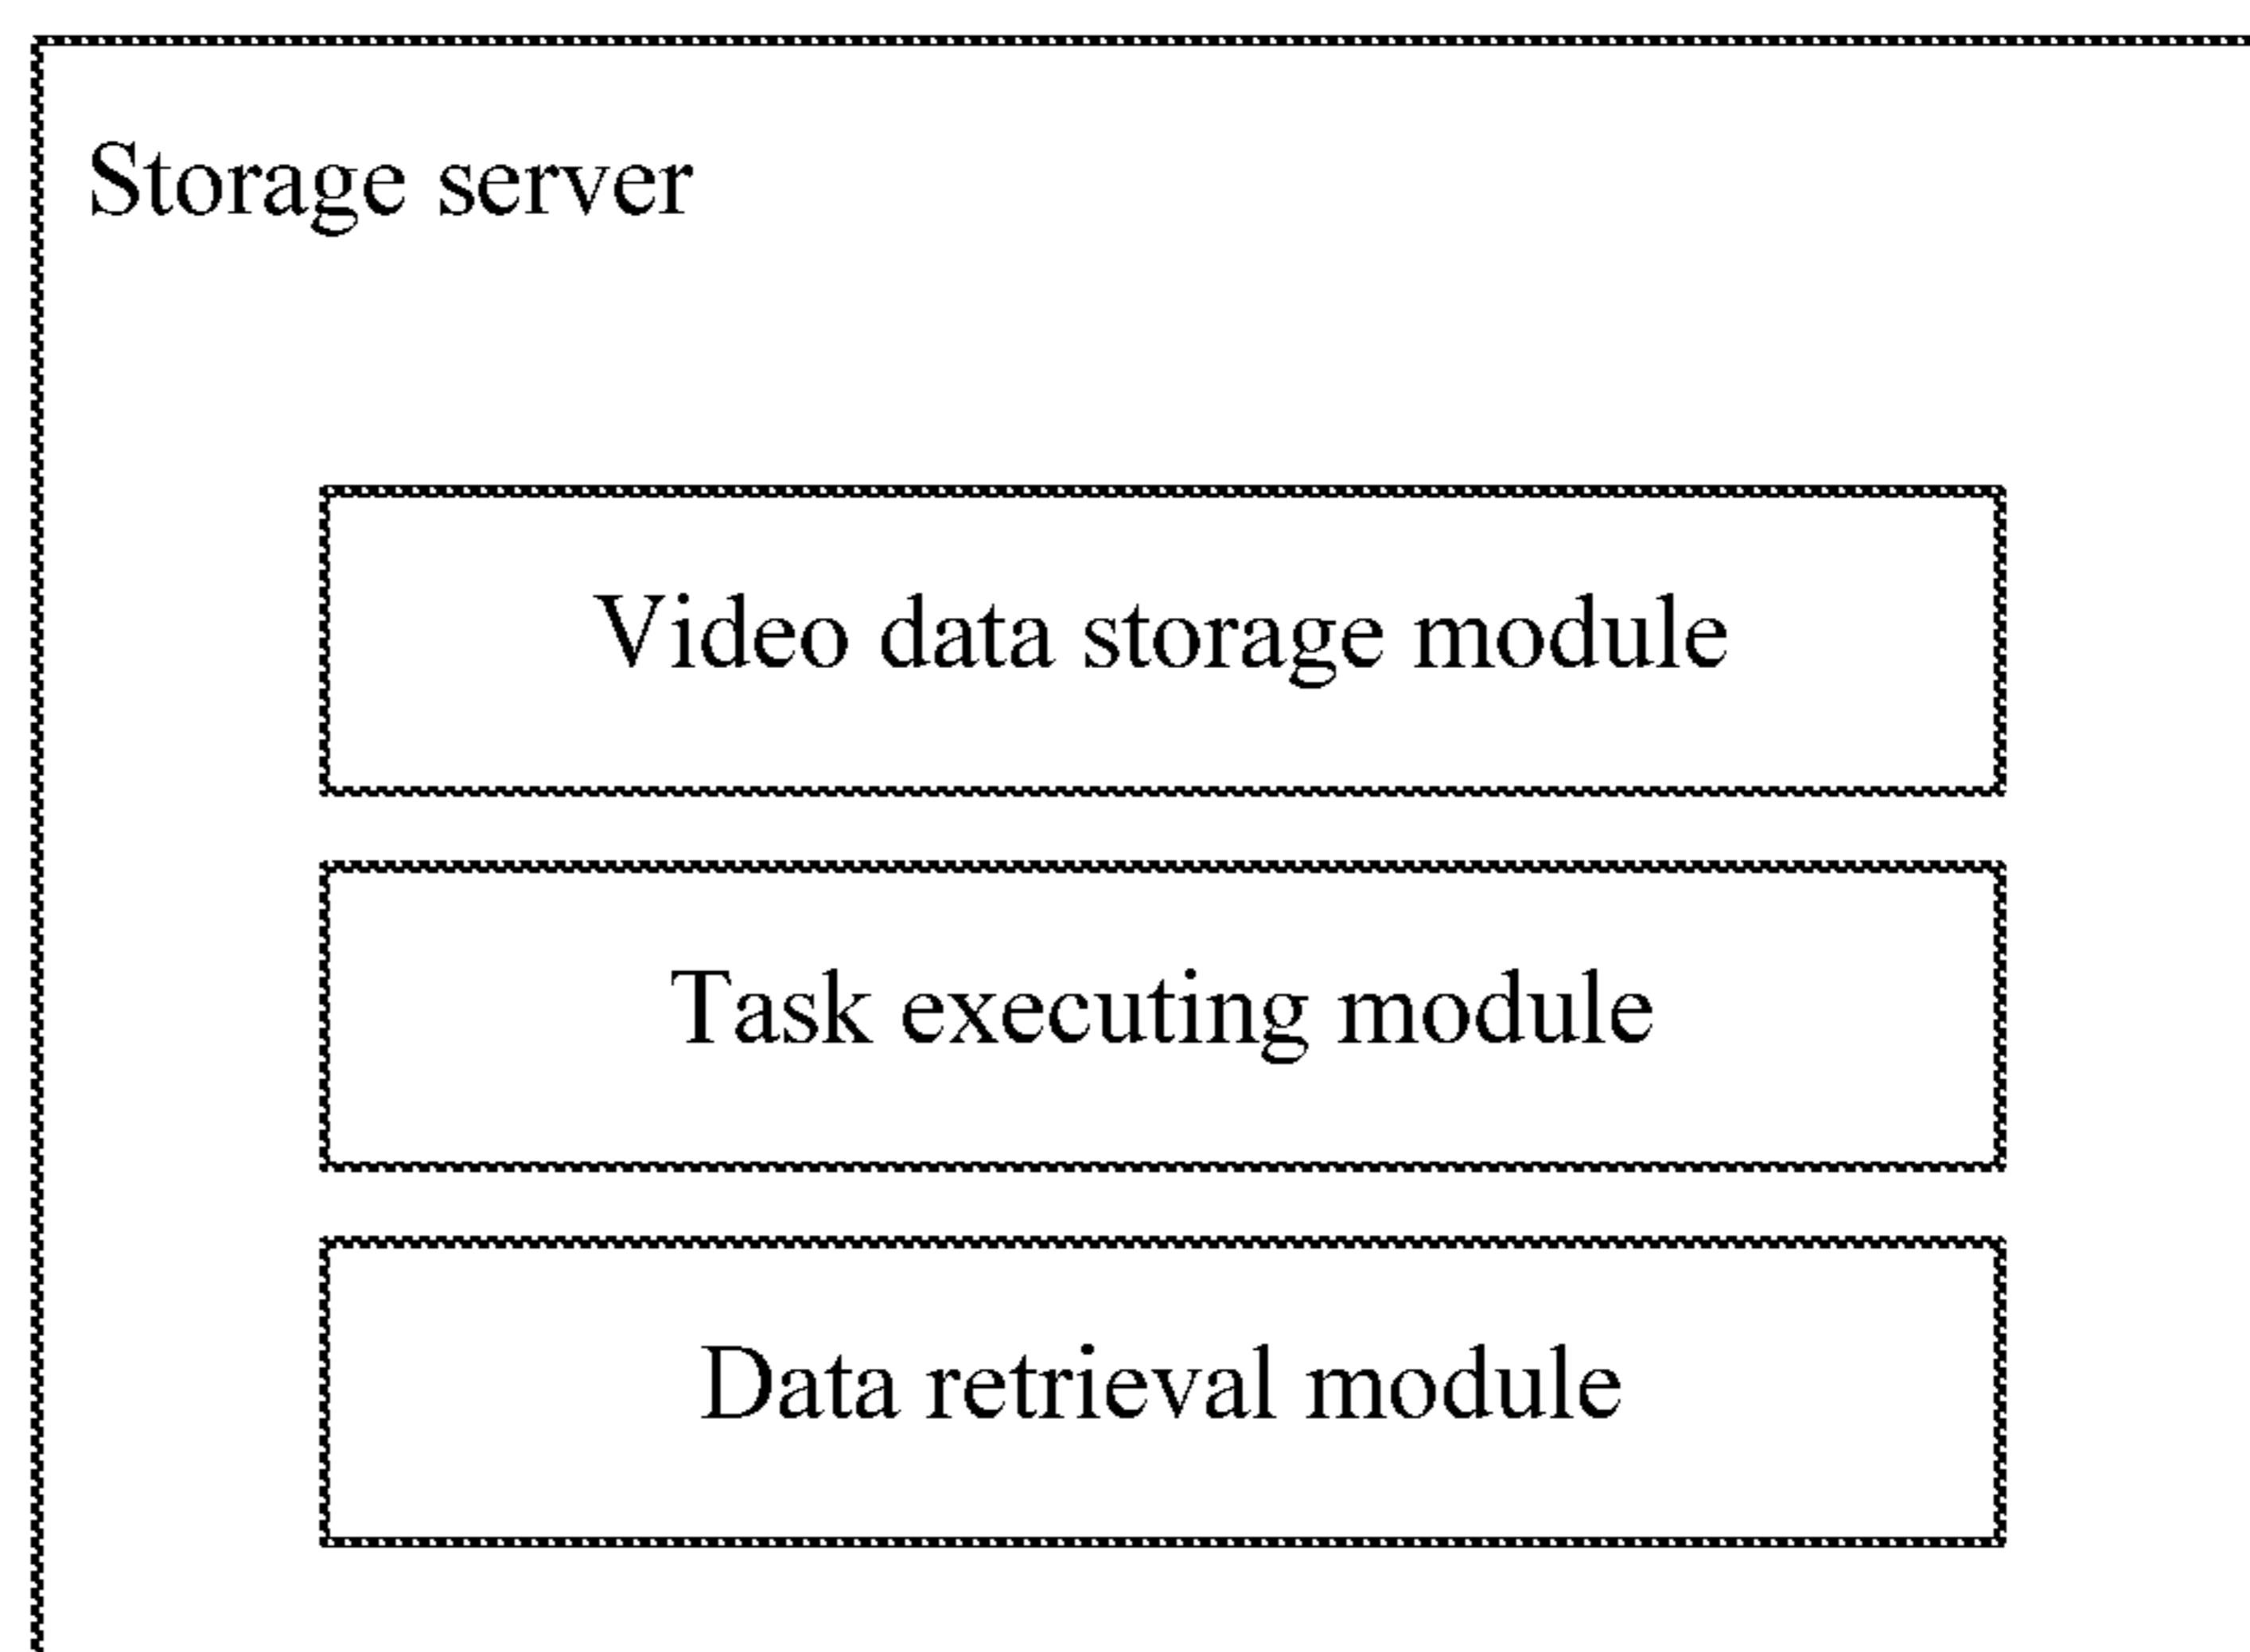 Storage server
Video data storage module
Task executing module
Data retrieval module